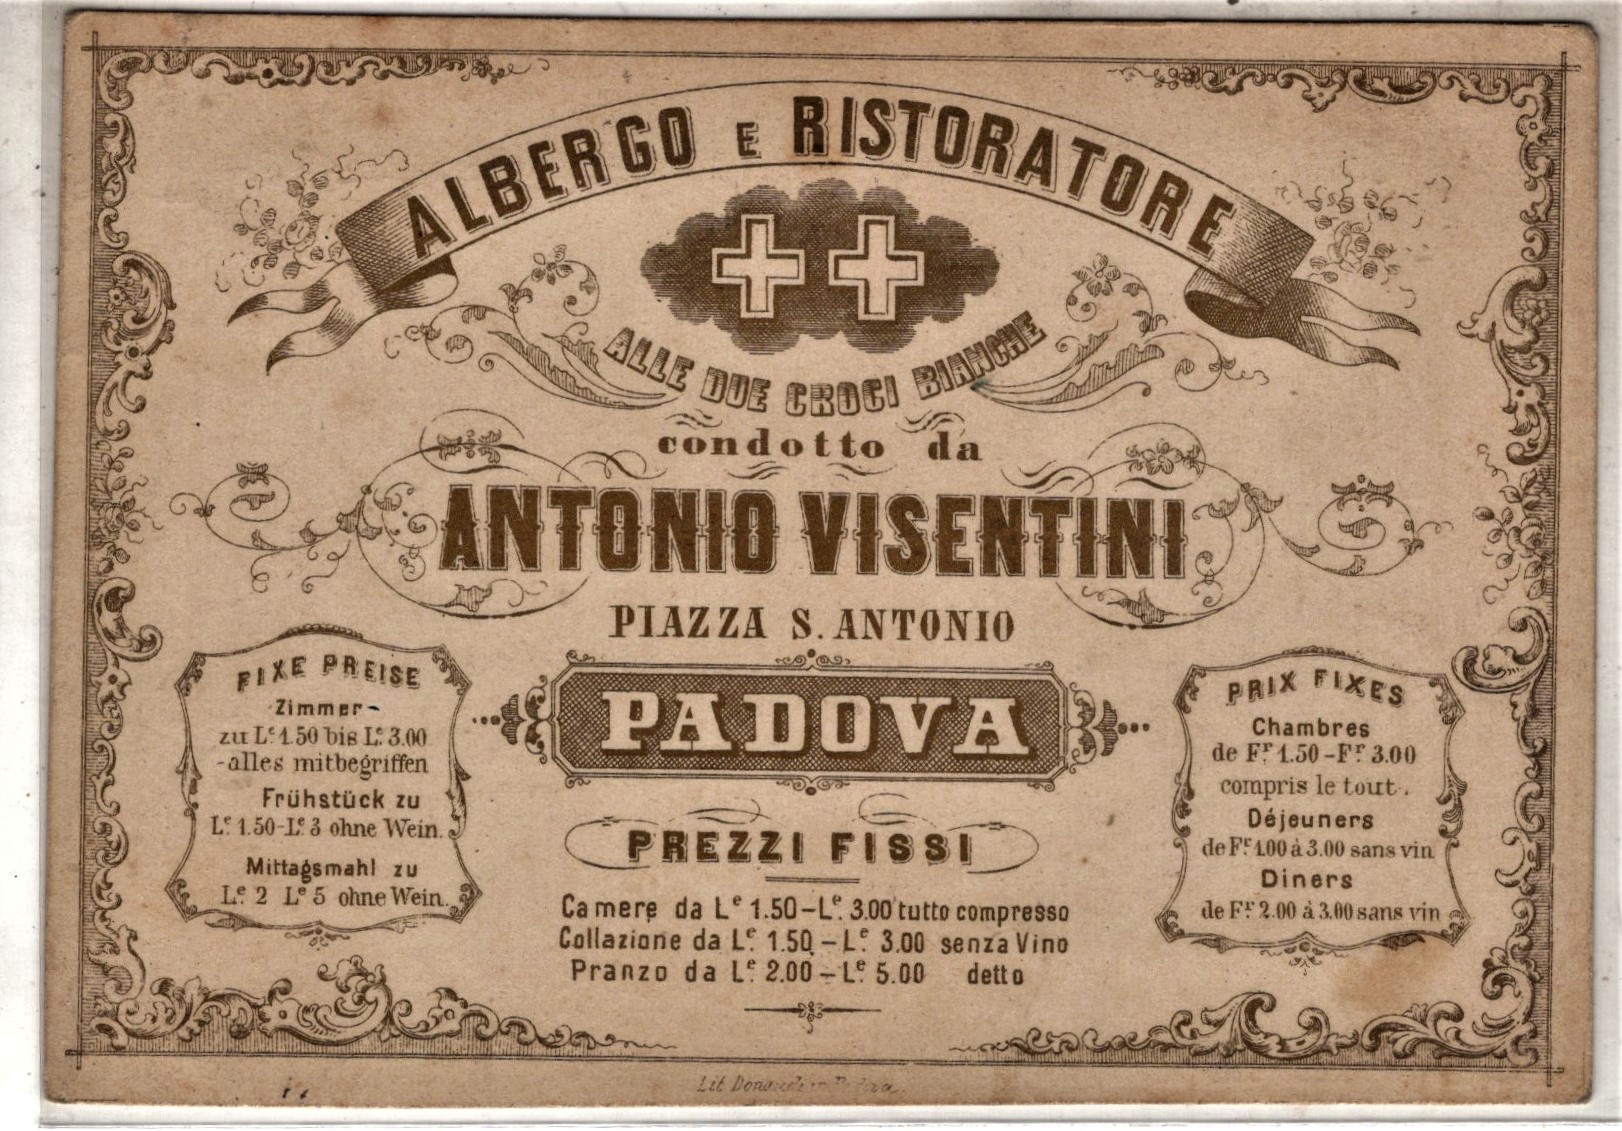 ALBERGO E RISTORATORE
ALLE DUE CROCI BIANCHE
condotto da
ANTONIO VISENTINI
PIAZZA S. ANTONIO
PADOVA
FIXE PREISE
Zimmer-
zu Le. 1.50 bis Le. 3.00
-alles mitbegriffen
Frühstück zu
Le. 1.50-Le. 3 ohne Wein.
Mittagsmahl zu
Le. 2 Le 5 ohne Wein.
PREZZI FISSI
Camere da Le 1.50-Le. 3.00 tutto compresso
Collazione da Le. 1.50 - Le. 3.00 senza Vino
Pranzo da Le. 2.00 - Le. 5.00 detto
PRIX FIXES
Chambres
de Fr. 1.50-Fr. 3.00
compris le tout.
Déjeuners
de Fr. 1.00 à 3.00 sans vin
Diners
de Fr. 2.00 à 3.00 sans vin
Lit